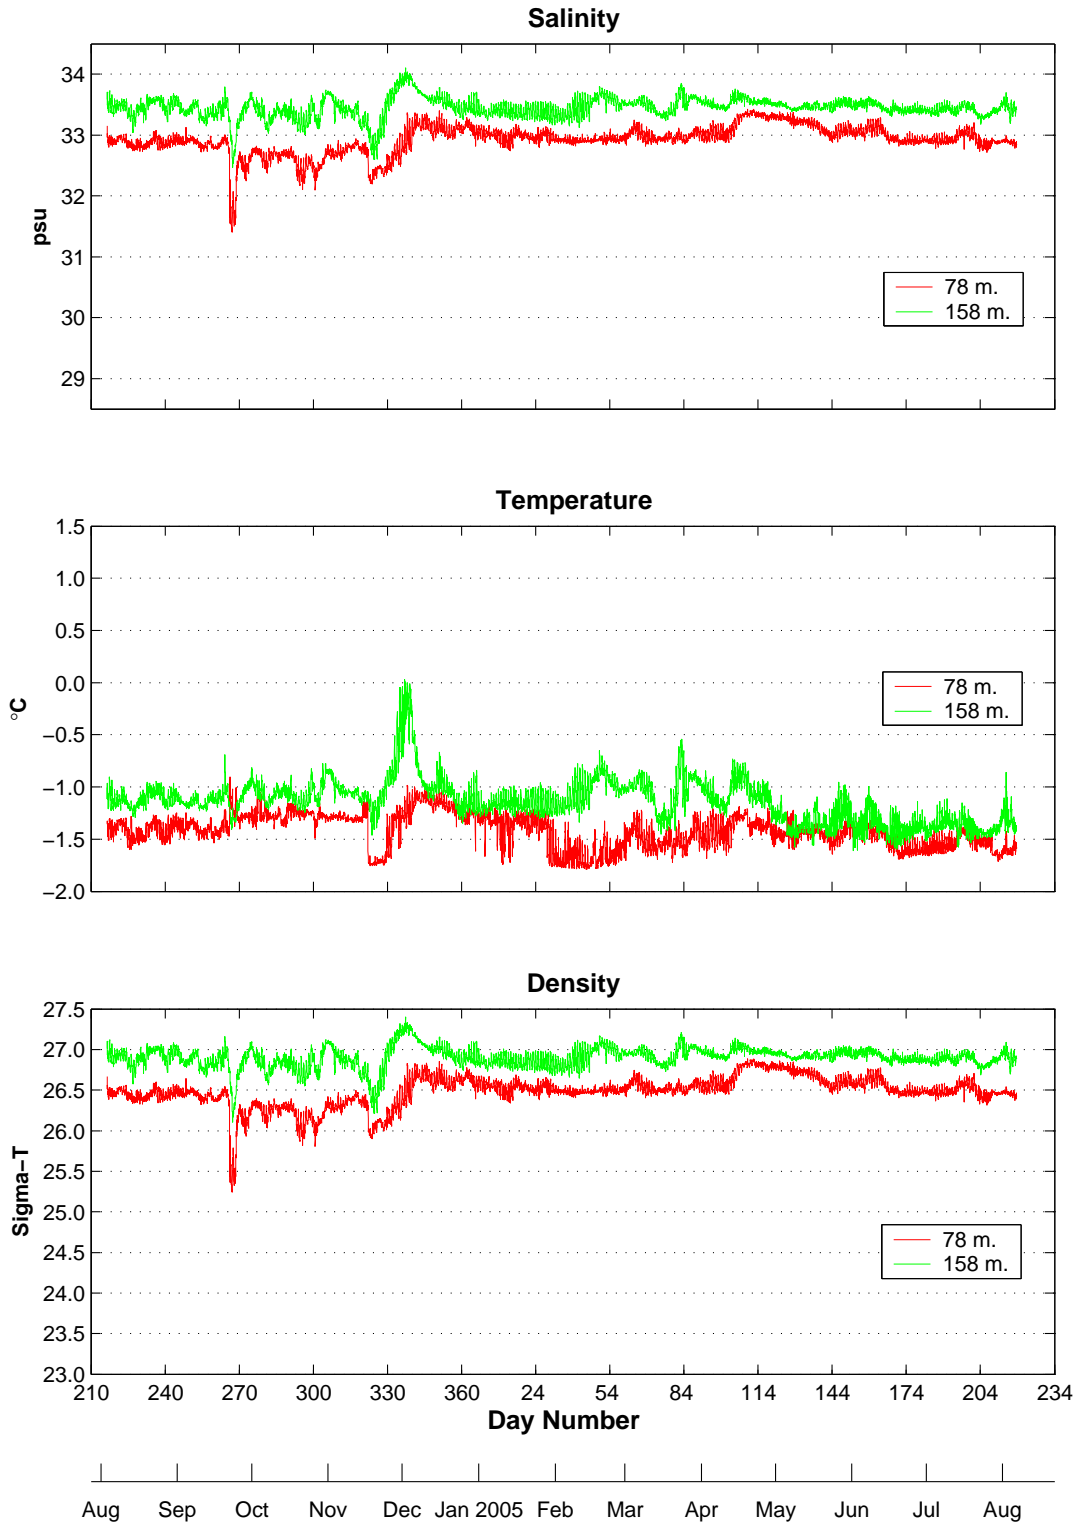 Salinity
34
33
32
31
30
29
psu
78 m.
158 m.
Temperature
1.5
1.0
0.5
0.0
−0.5
−1.0
−1.5
−2.0
°C
78 m.
158 m.
Density
27.5
27.0
26.5
26.0
25.5
25.0
24.5
24.0
23.5
23.0
Sigma−T
78 m.
158 m.
210 240 270 300 330 360 24 54 84 114 144 174 204 234
Day Number
Aug Sep Oct Nov Dec Jan 2005 Feb Mar Apr May Jun Jul Aug